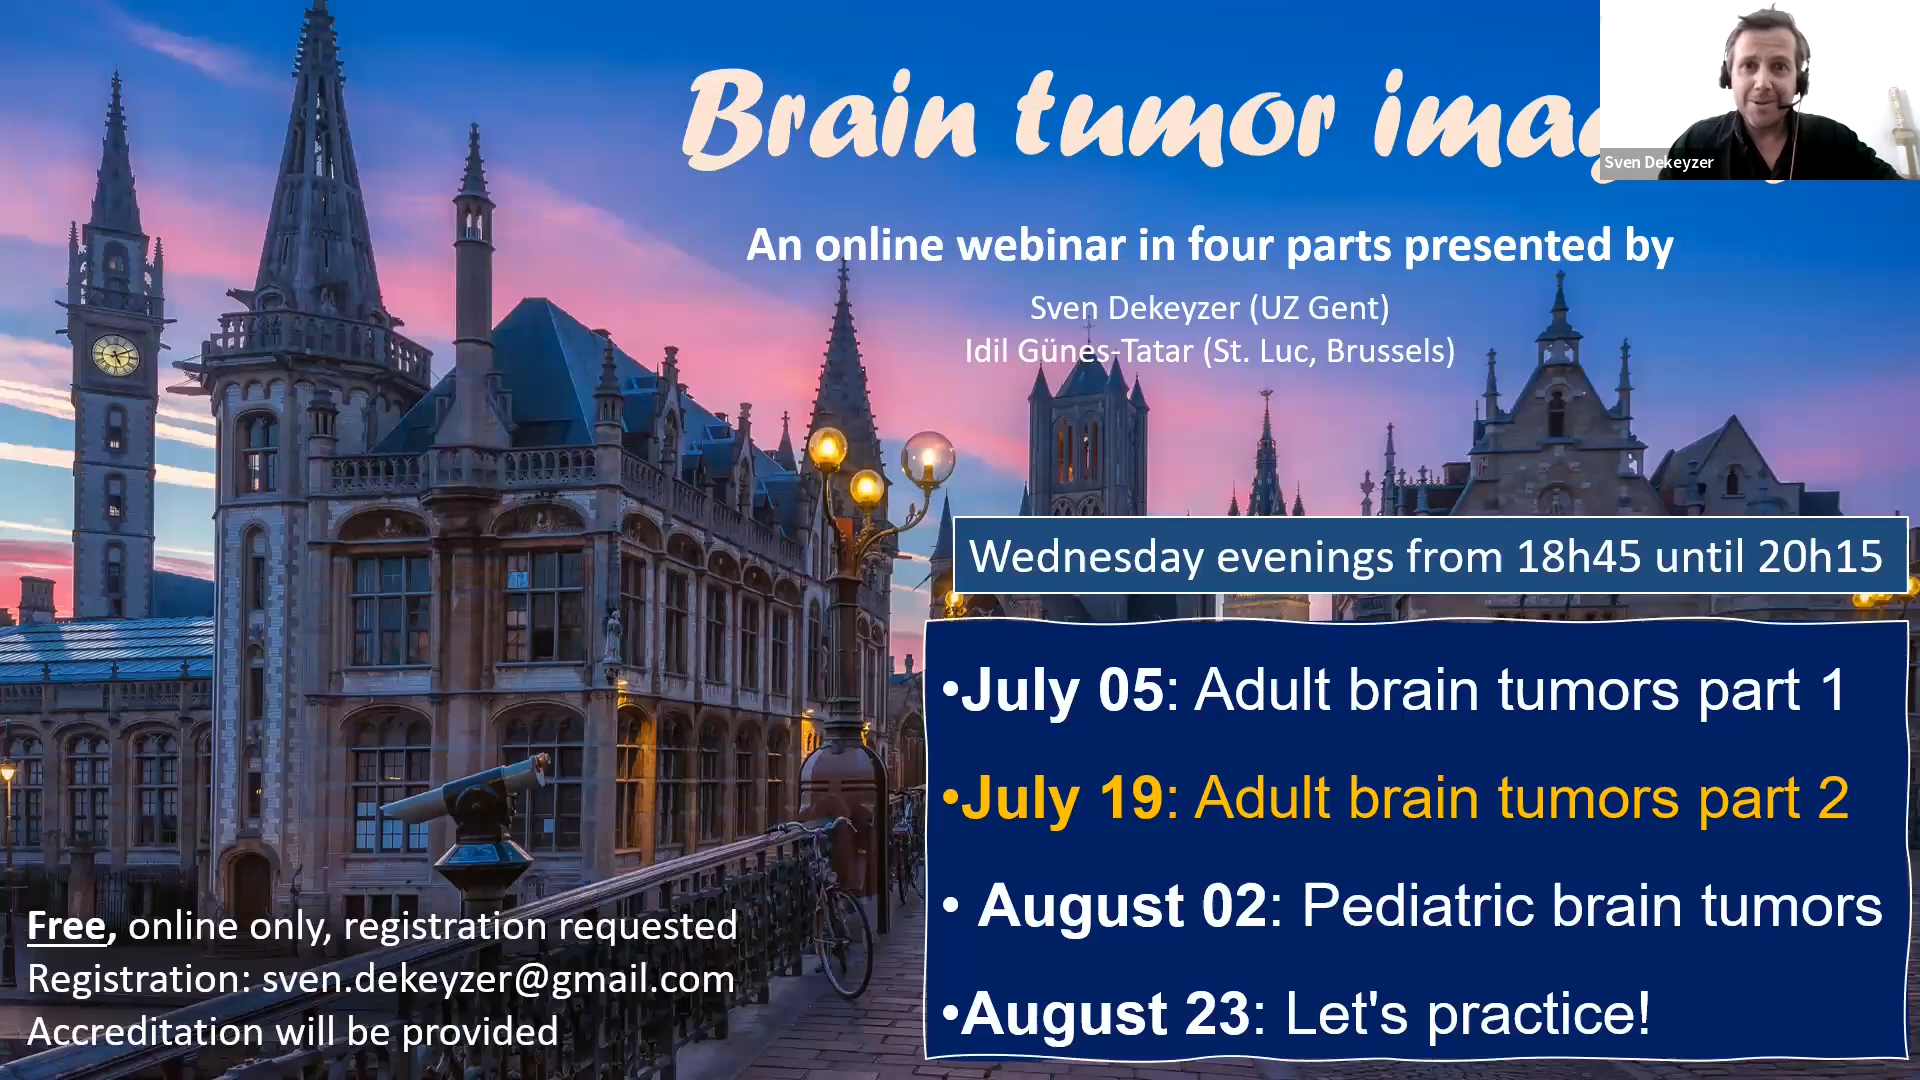 Brain tumor
Sven Dekeyzer
An online webinar in four parts presented by
Sven Dekeyzer (UZ Gent)
Idil Günes-Tatar (St. Luc, Brussels)
Wednesday evenings from 18h45 until 20h15
•July 05: Adult brain tumors part 1
•July 19: Adult brain tumors part 2
• August 02: Pediatric brain tumors
•August 23: Let's practice!
Free, online only, registration requested
Registration: sven.dekeyzer@gmail.com
Accreditation will be provided